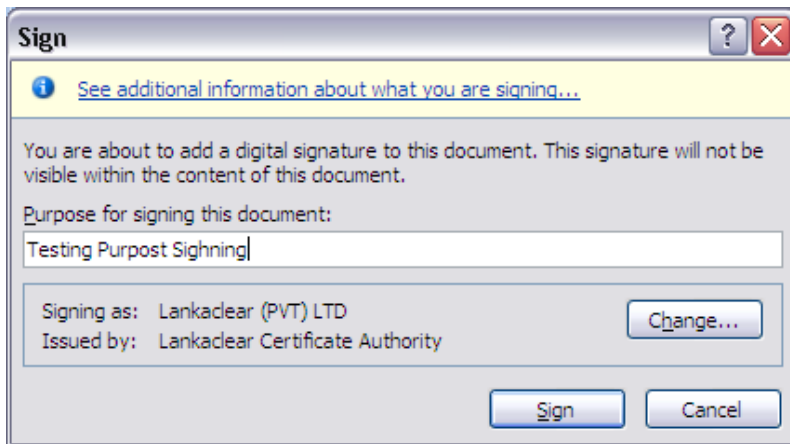 Sign
?
See additional information about what you are signing...
You are about to add a digital signature to this document. This signature will not be
visible within the content of this document.
Purpose for signing this document:
Testing Purpost Sighning
Signing as: Lankaclear (PVT) LTD
Change...
Issued by: Lankaclear Certificate Authority
Sign Cancel